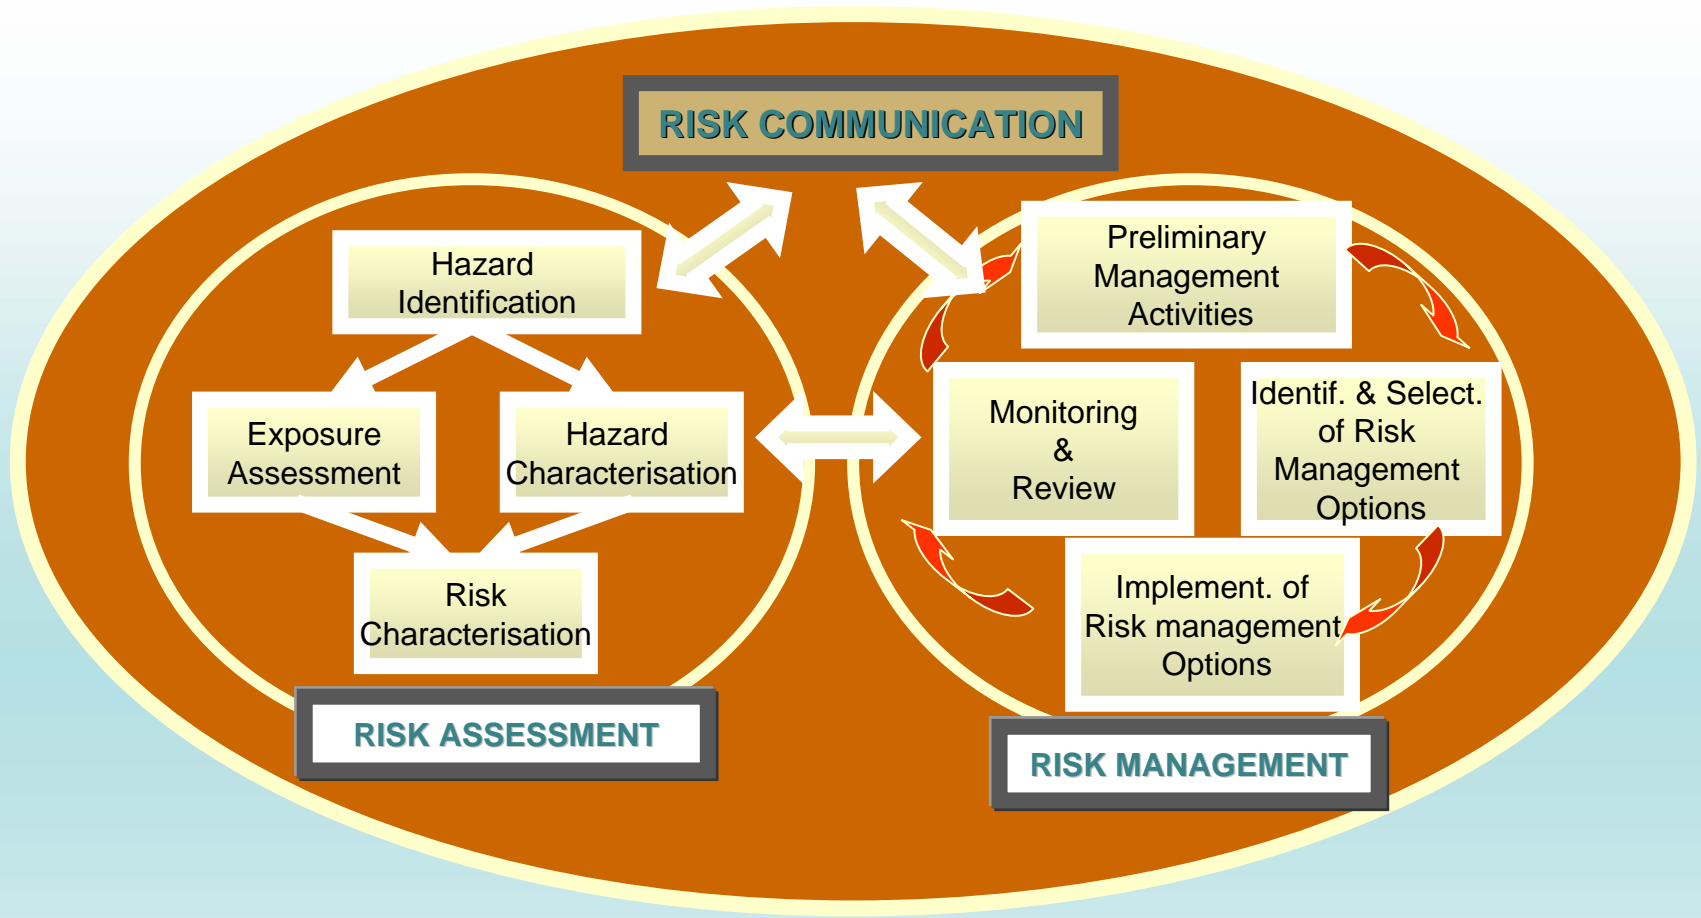 RISK COMMUNICATION
Hazard
Identification
Exposure
Assessment
Hazard
Characterisation
Risk
Characterisation
RISK ASSESSMENT
Preliminary
Management
Activities
Identif. & Select.
of Risk
Management
Options
Implement. of
Risk management
Options
Monitoring
&
Review
RISK MANAGEMENT